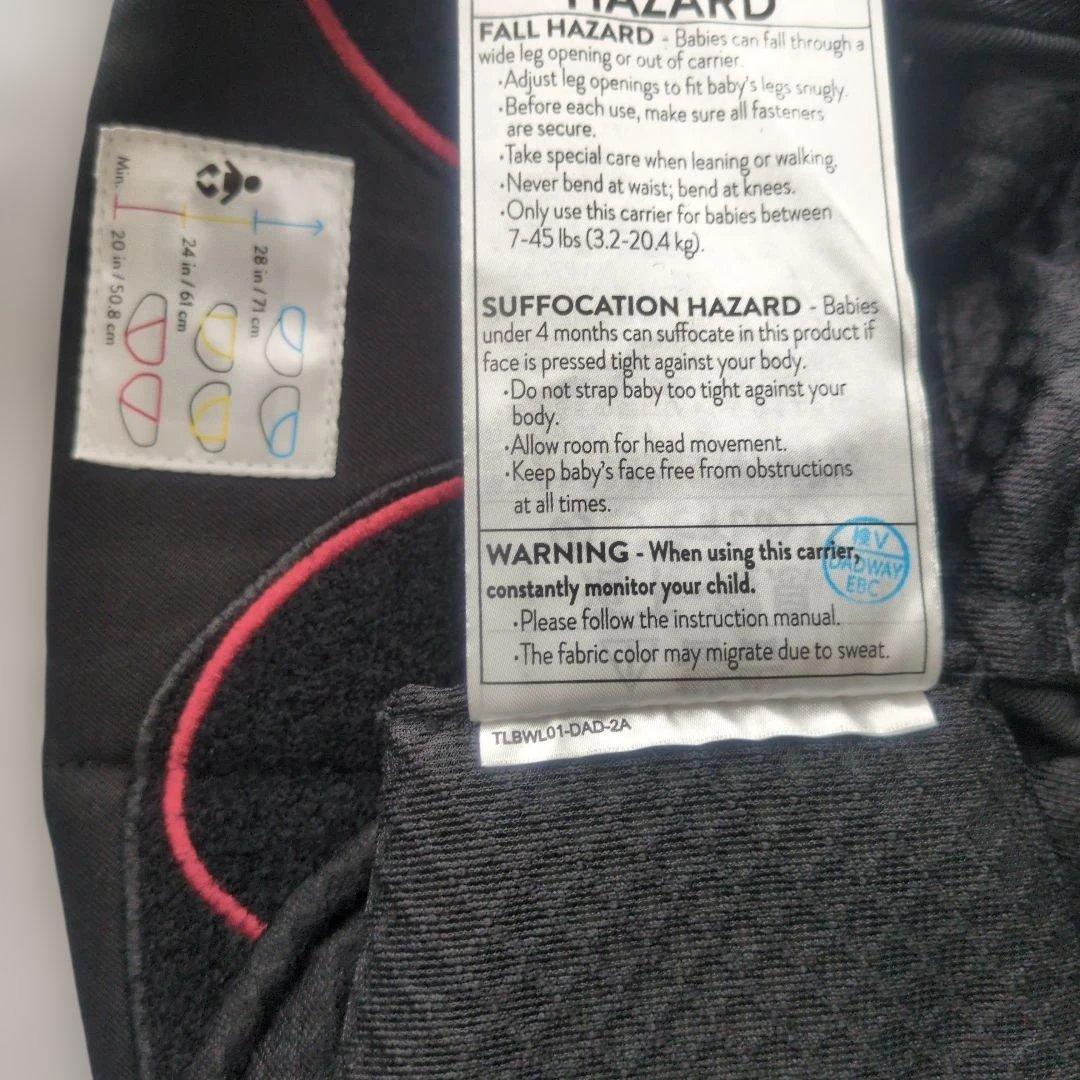 HAZARD
FALL HAZARD - Babies can fall through a
wide leg opening or out of carrier.
·Adjust leg openings to fit baby's legs snugly.
·Before each use, make sure all fasteners
are secure.
·Take special care when leaning or walking.
·Never bend at waist; bend at knees.
·Only use this carrier for babies between
7-45 lbs (3.2-20.4 kg).
SUFFOCATION HAZARD - Babies
under 4 months can suffocate in this product if
face is pressed tight against your body.
·Do not strap baby too tight against your
body.
·Allow room for head movement.
·Keep baby's face free from obstructions
at all times.
WARNING - When using this carrier,
constantly monitor your child.
·Please follow the instruction manual.
·The fabric color may migrate due to sweat.
検 V
DADWAY
EBC
TLBWL01-DAD-2A
Min.
20 in / 50.8 cm
24 in / 61 cm
28 in / 71 cm